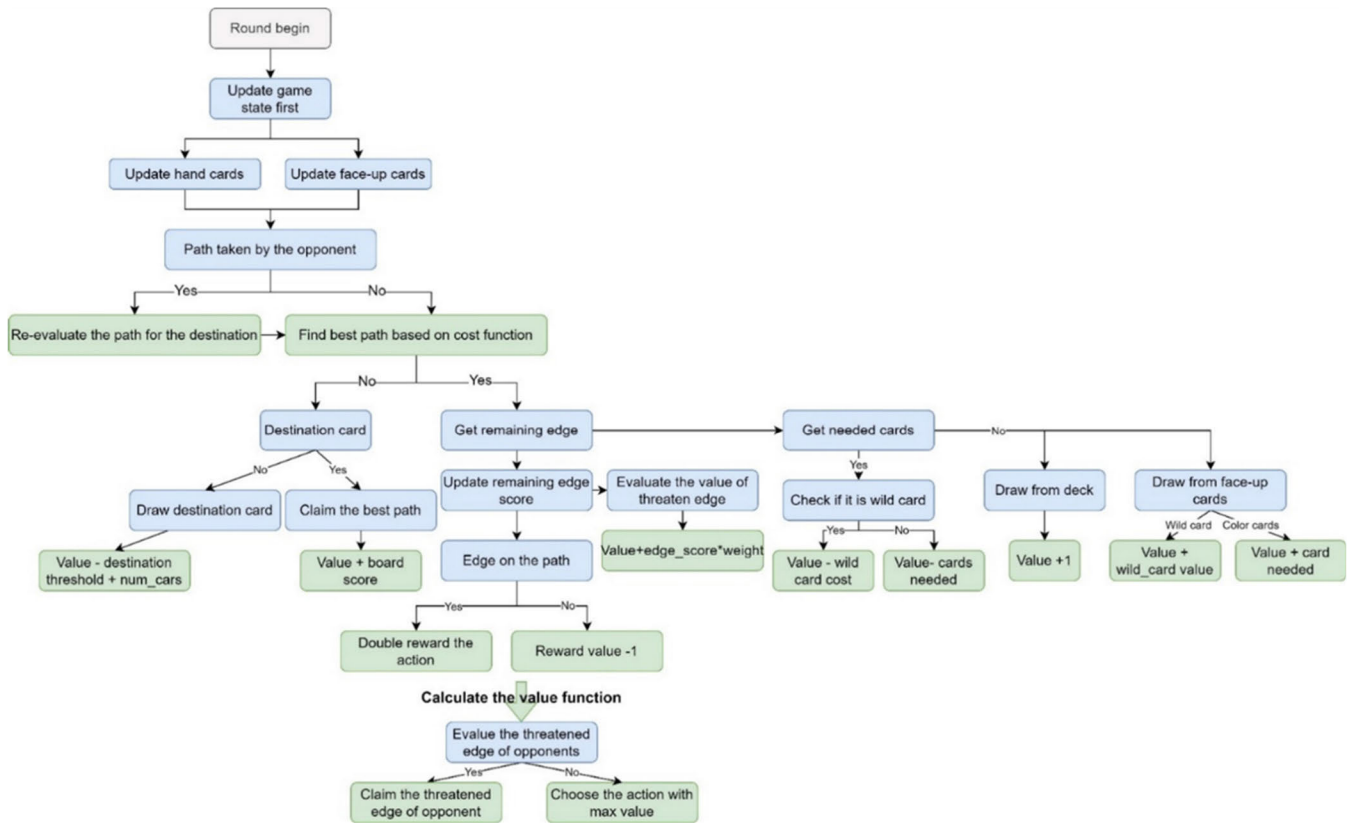 Round begin
Update game
state first
Update hand cards
Update face-up cards
Path taken by the opponent
Yes
No
Re-evaluate the path for the destination
Find best path based on cost function
No
Yes
Destination card
Get remaining edge
Get needed cards
No
No
Yes
Yes
Draw destination card
Claim the best path
Update remaining edge
score
Evaluate the value of
threaten edge
Check if it is wild card
Draw from deck
Draw from face-up
cards
Yes
No
Wild card
Color cards
Value - destination
threshold + num_cars
Value + board
score
Edge on the path
Value+edge_score*weight
Value - wild
card cost
Value- cards
needed
Value +1
Value +
wild_card value
Value + card
needed
Yes
No
Double reward the
action
Reward value -1
Calculate the value function
Evalue the threatened
edge of opponents
Yes
No
Claim the threatened
edge of opponent
Choose the action with
max value